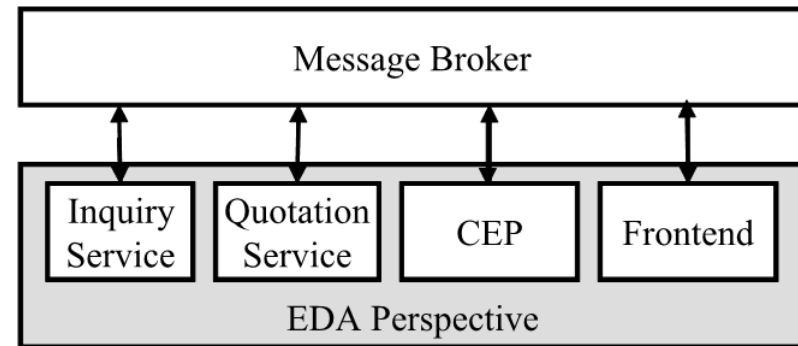 Message Broker
Inquiry
Service
Quotation
Service
CEP
Frontend
EDA Perspective